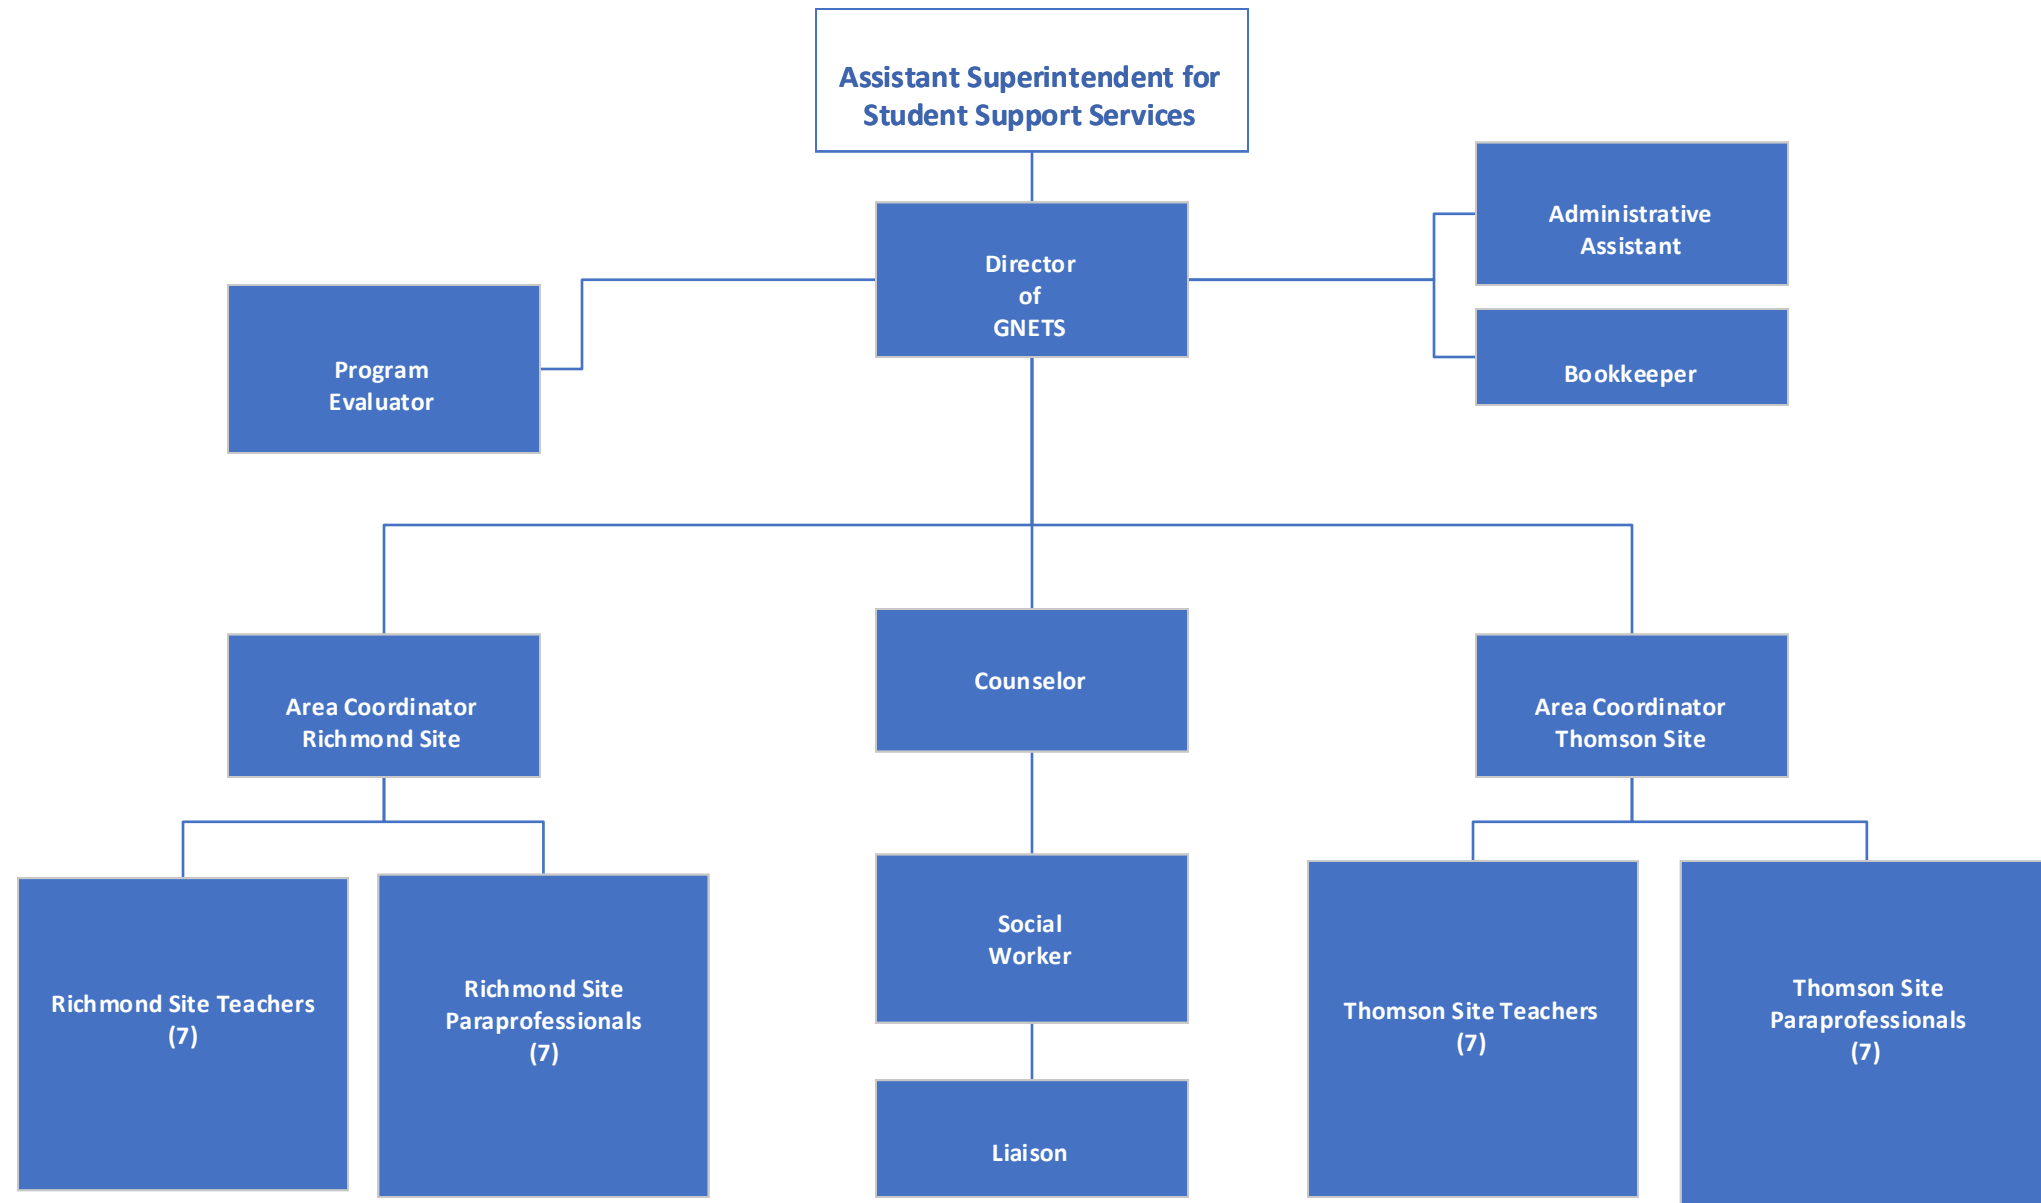 Assistant Superintendent for
Student Support Services
Administrative
Assistant
Director
of
GNETS
Bookkeeper
Program
Evaluator
Counselor
Area Coordinator
Richmond Site
Area Coordinator
Thomson Site
Social
Worker
Richmond Site Teachers
(7)
Richmond Site
Paraprofessionals
(7)
Thomson Site Teachers
(7)
Thomson Site
Paraprofessionals
(7)
Liaison